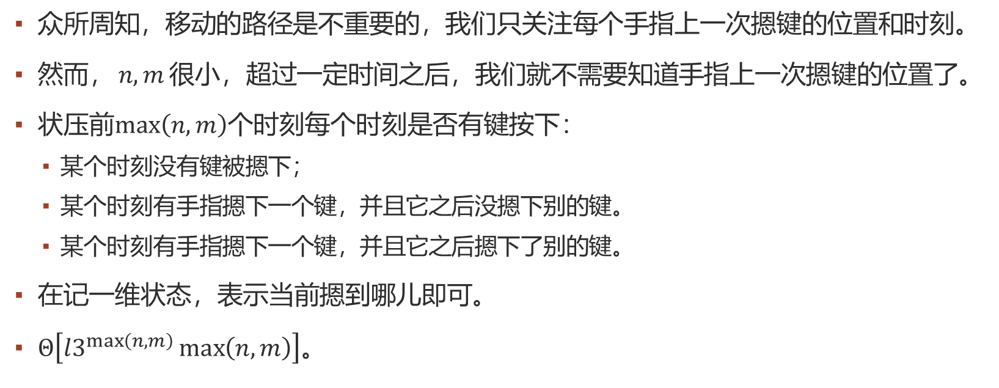 ▪ 众所周知，移动的路径是不重要的，我们只关注每个手指上一次摁键的位置和时刻。
▪ 然而， n, m 很小，超过一定时间之后，我们就不需要知道手指上一次摁键的位置了。
▪ 状压前max(n, m)个时刻每个时刻是否有键按下：
▪ 某个时刻没有键被摁下；
▪ 某个时刻有手指摁下一个键，并且它之后没摁下别的键。
▪ 某个时刻有手指摁下一个键，并且它之后摁下了别的键。
▪ 在记一维状态，表示当前摁到哪儿即可。
▪ Θ[l3^max(n,m) max(n, m)]。